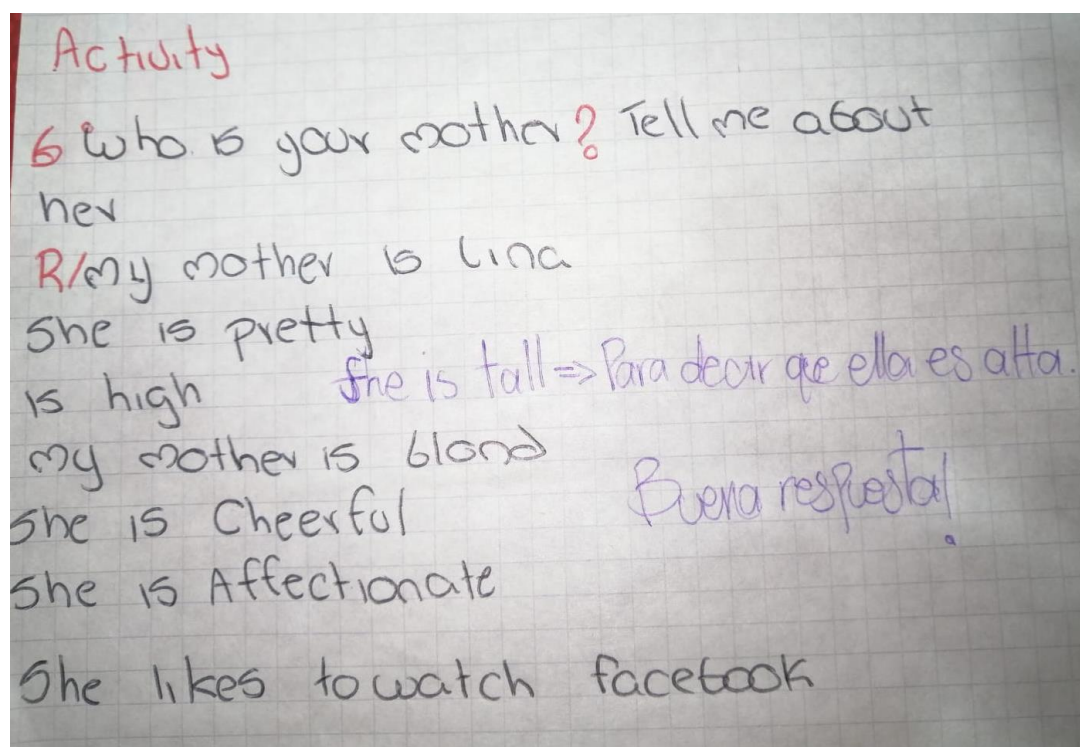 Activity
6 Who is your mother? Tell me about
her
R/my mother is Lina
She is pretty
is high
She is tall => Para decir que ella es alta.
my mother is blond
She is Cheerful
Buena respuesta!
She is Affectionate
She likes to watch facebook